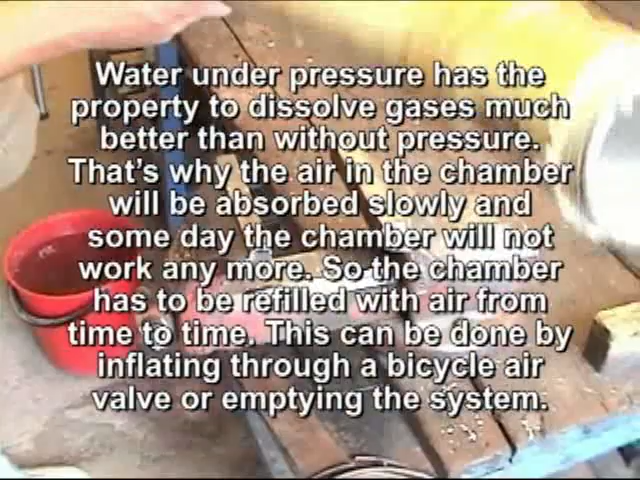 Water under pressure has the
property to dissolve gases much
better than without pressure.
That's why the air in the chamber
will be absorbed slowly and
some day the chamber will not
work any more. So the chamber
has to be refilled with air from
time to time. This can be done by
inflating through a bicycle air
valve or emptying the system.